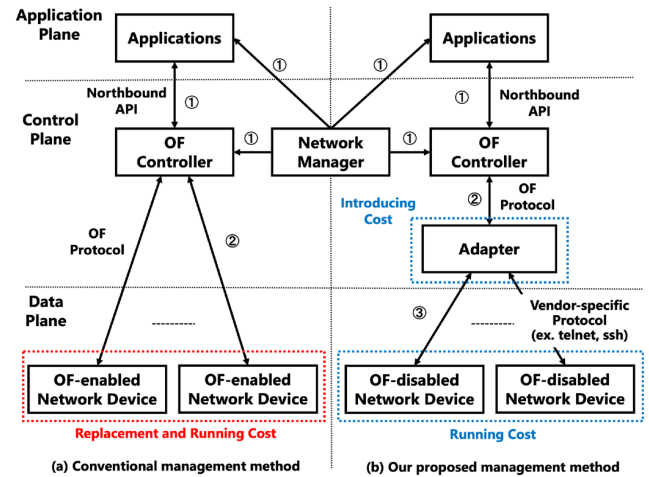 Application
Plane
Applications
Applications
①
①
Northbound
API
①
①
Northbound
API
Control
Plane
OF
Controller
①
Network
Manager
①
OF
Controller
OF
Protocol
②
Introducing
Cost
②
OF
Protocol
Adapter
Data
Plane
③
Vendor-specific
Protocol
(ex. telnet, ssh)
OF-enabled
Network Device
OF-enabled
Network Device
OF-disabled
Network Device
OF-disabled
Network Device
Replacement and Running Cost
Running Cost
(a) Conventional management method
(b) Our proposed management method